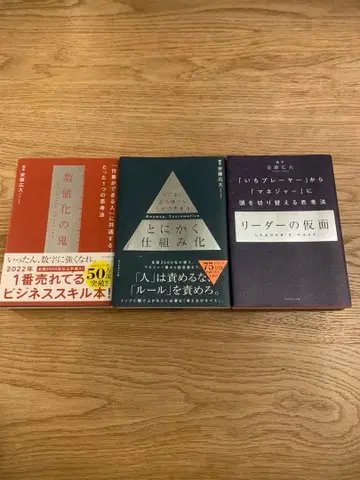 安藤広大
「仕事ができる人」に共通する、
たった1つの思考法
数値化の鬼
いったん、数字に強くなれ。
2022年
1番売れてる
ビジネススキル本!
50万部
突破!!
安藤広大
Anyway, Systematize
とにかく
仕組み化
「人」は責めるな。
「ルール」を責めろ。
安藤広大
「いちプレーヤー」から
「マネジャー」に
頭を切り替える思考法
リーダーの仮面
LEADER'S MASK